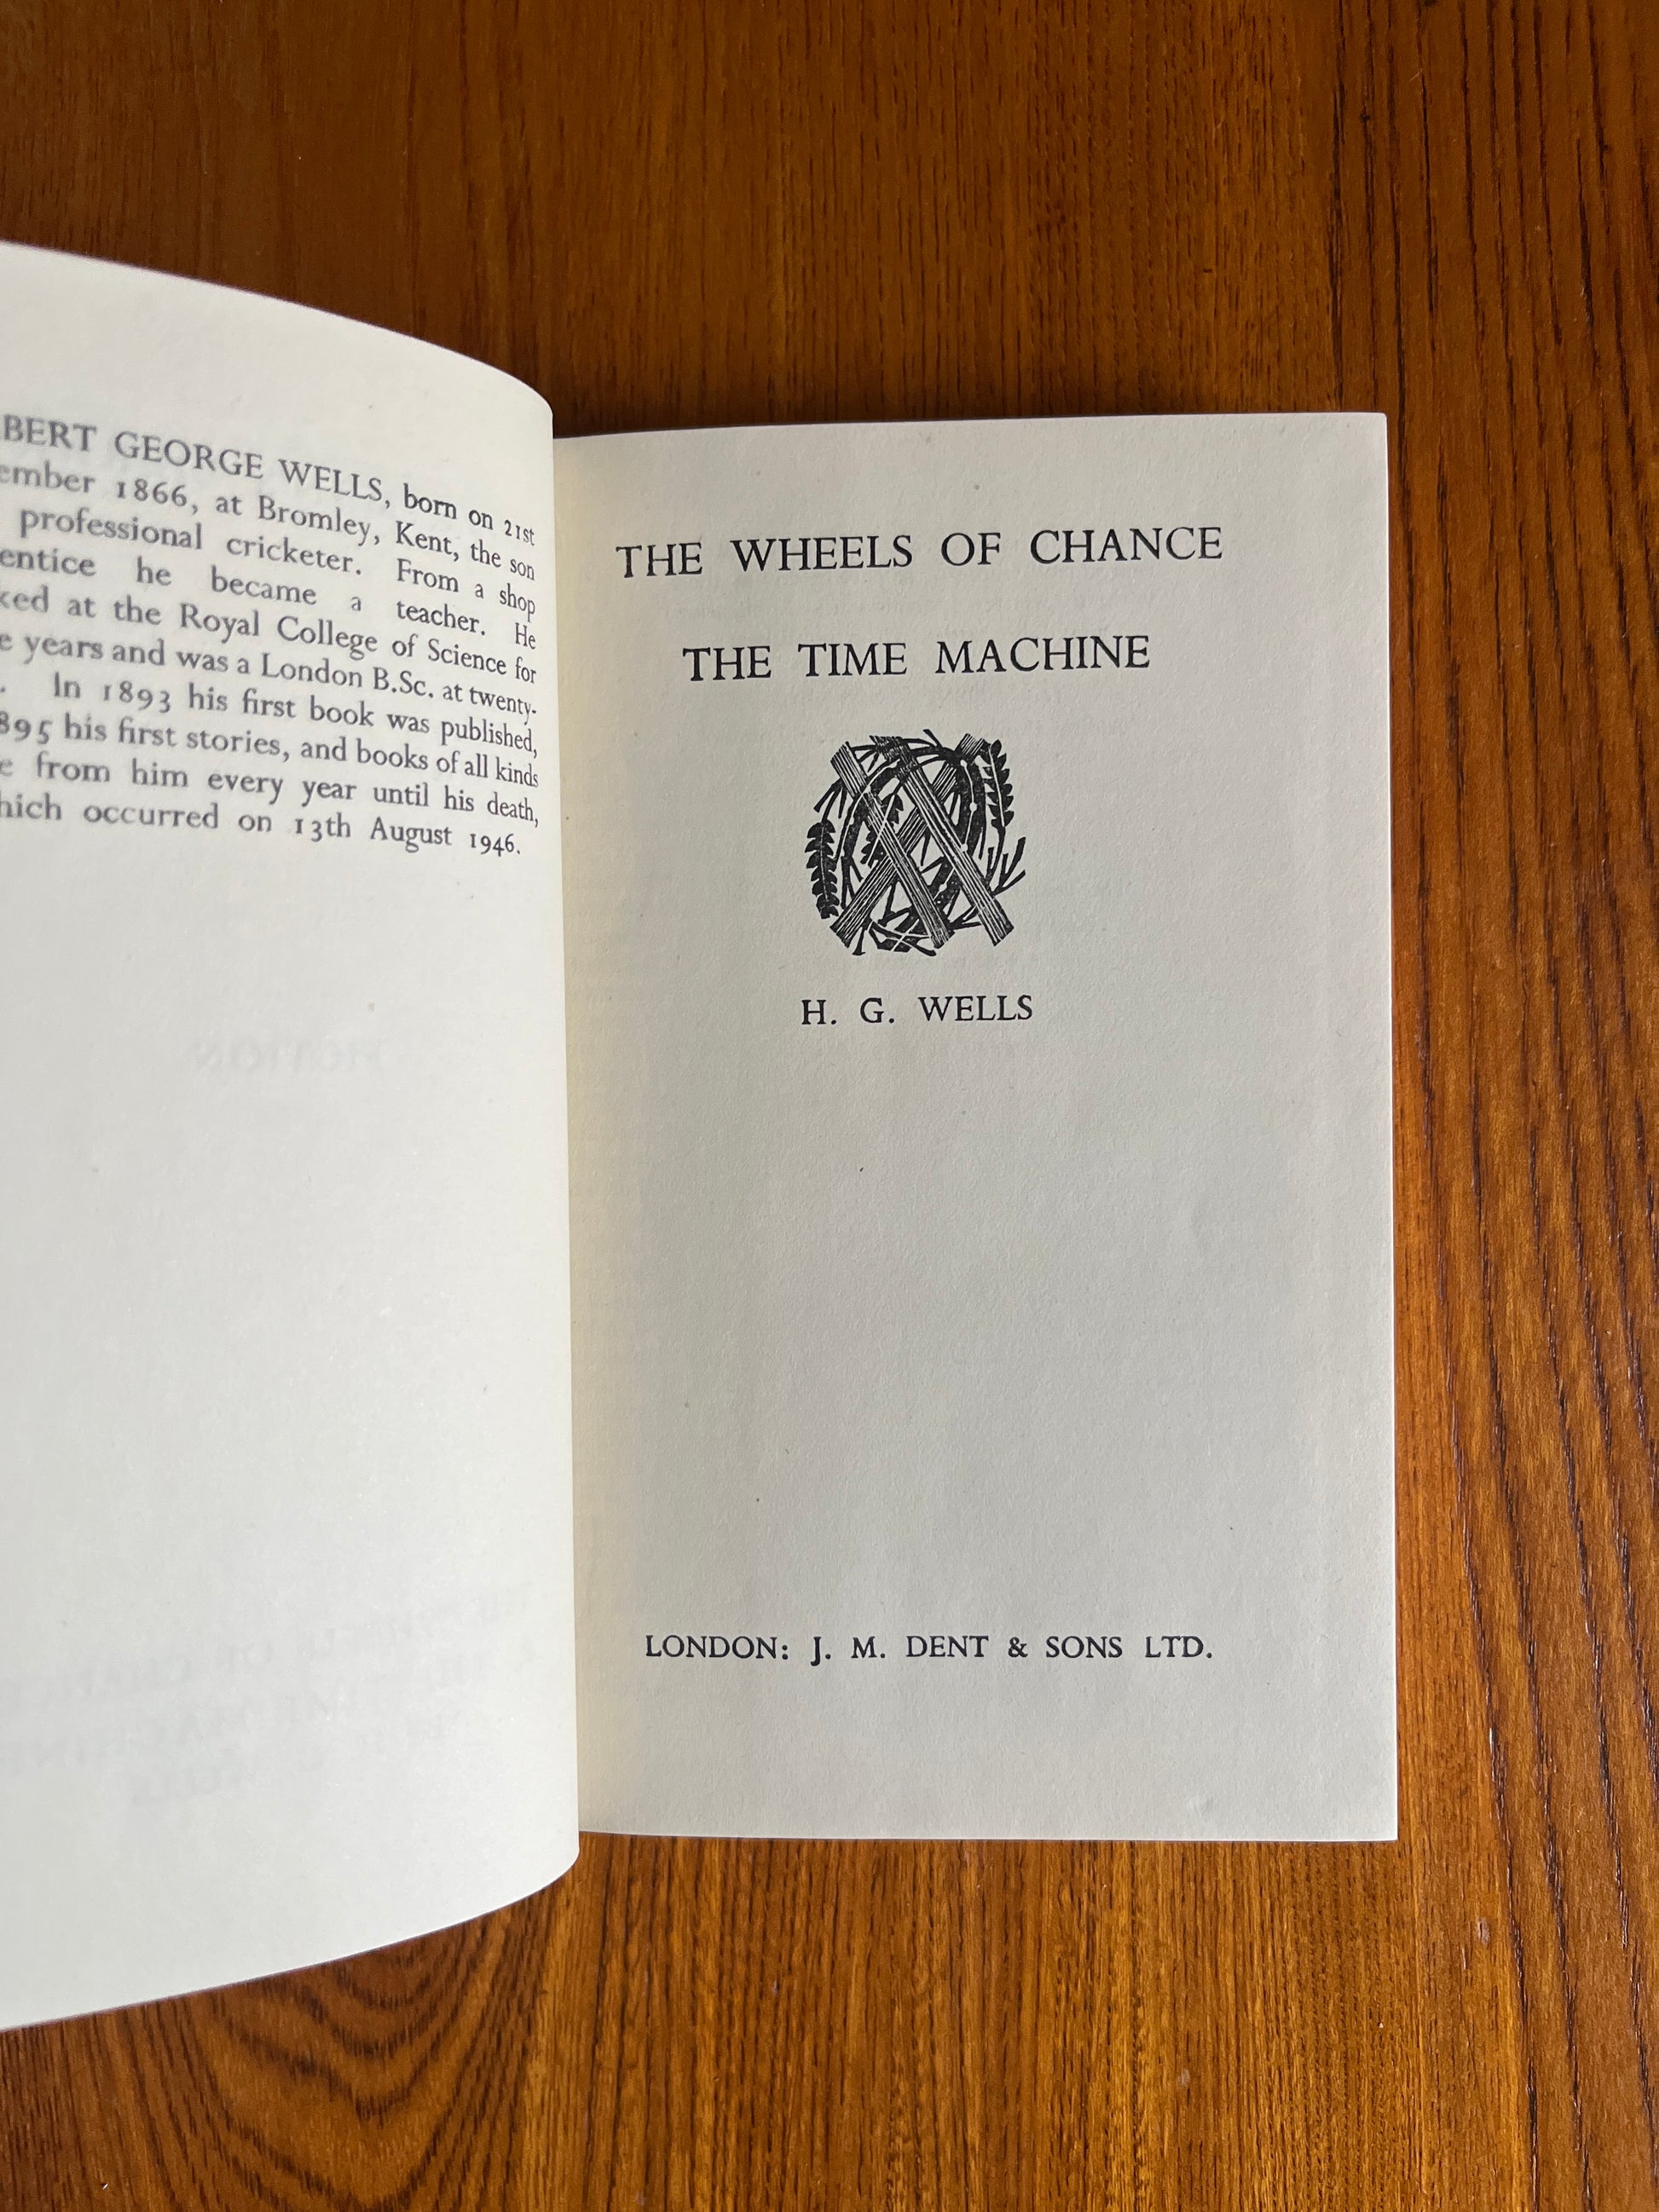 BERT GEORGE WELLS, born on 21st
ember 1866, at Bromley, Kent, the son
professional cricketer. From a shop
entice he became a teacher. He
ked at the Royal College of Science for
e years and was a London B.Sc. at twenty-
. In 1893 his first book was published,
895 his first stories, and books of all kinds
e from him every year until his death,
hich occurred on 13th August 1946.
THE WHEELS OF CHANCE
THE TIME MACHINE
H. G. WELLS
LONDON: J. M. DENT & SONS LTD.